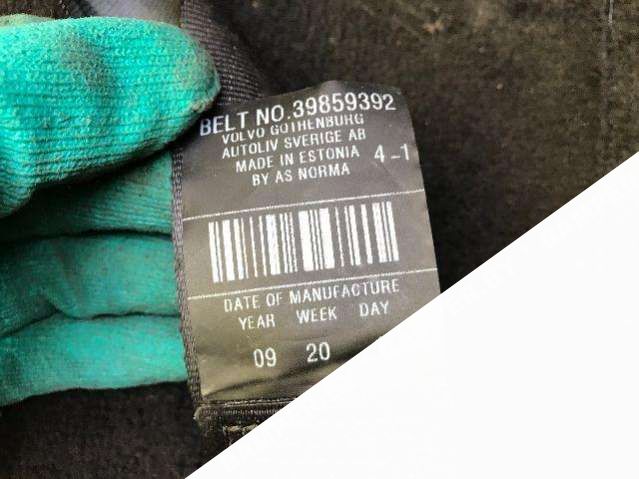 BELT NO.39859392
VOLVO GOTHENBURG
AUTOLIV SVERIGE AB
MADE IN ESTONIA 4-1
BY AS NORMA
DATE OF MANUFACTURE
YEAR WEEK DAY
09 20